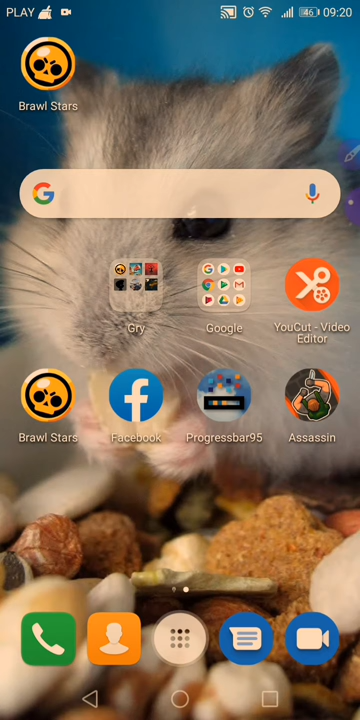 PLAY
46
09:20
Brawl Stars
Gry
Google
YouCut - Video
Editor
Brawl Stars
Facebook
Progressbar95
Assassin